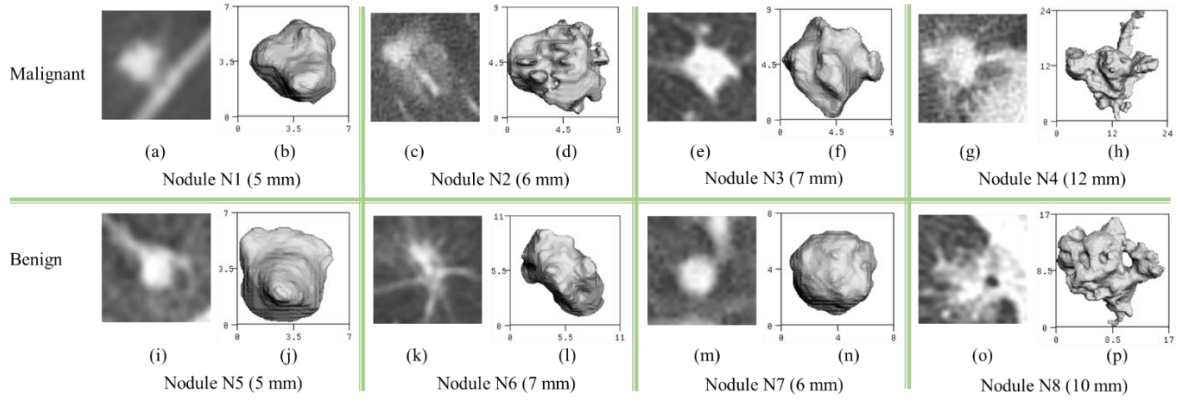 Malignant
7
3.5
0
0 3.5 7
(a) (b)
Nodule N1 (5 mm)
9
4.5
0
0 4.5 9
(c) (d)
Nodule N2 (6 mm)
9
4.5
0
0 4.5 9
(e) (f)
Nodule N3 (7 mm)
24
12
0
0 12 24
(g) (h)
Nodule N4 (12 mm)
Benign
7
3.5
0
0 3.5 7
(i) (j)
Nodule N5 (5 mm)
11
5.5
0
0 5.5 11
(k) (l)
Nodule N6 (7 mm)
8
4
0
0 4 8
(m) (n)
Nodule N7 (6 mm)
17
8.5
0
0 8.5 17
(o) (p)
Nodule N8 (10 mm)